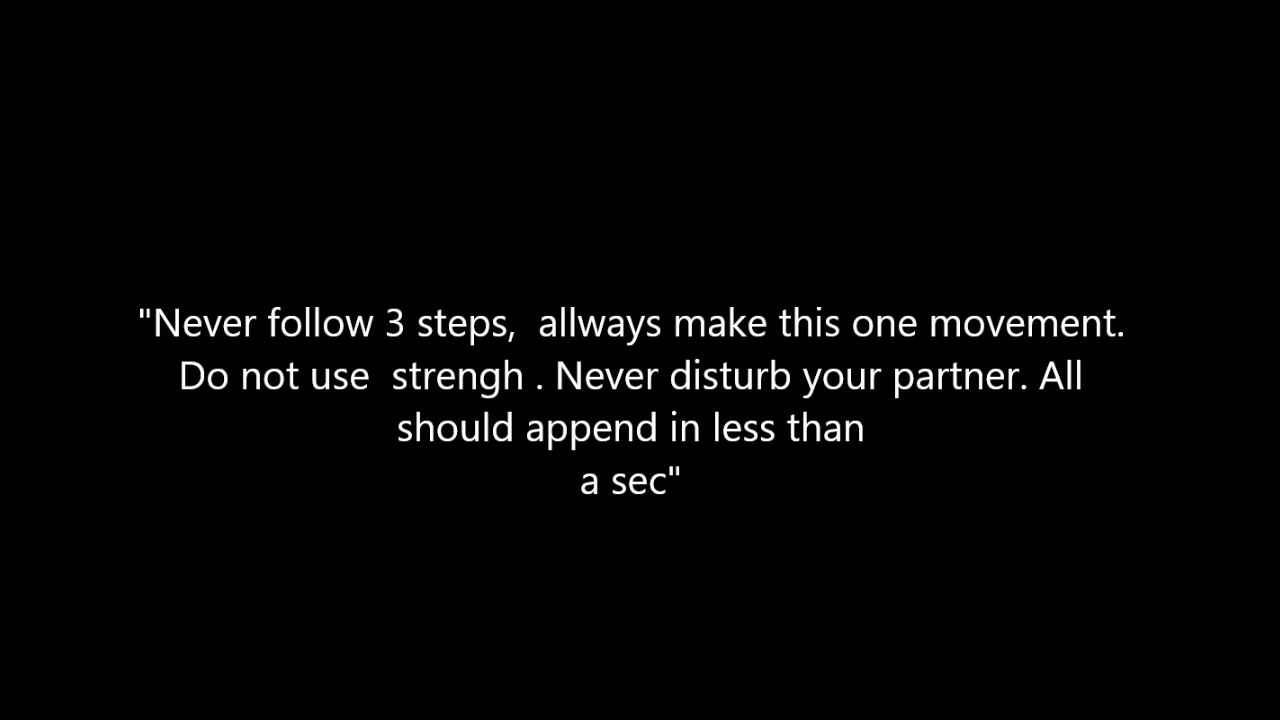 "Never follow 3 steps,  allways make this one movement.
Do not use  strengh . Never disturb your partner. All
should append in less than
a sec"